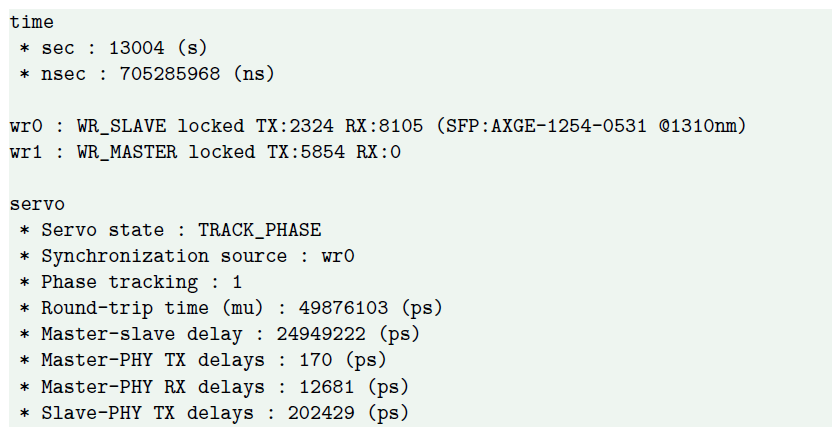 time
* sec : 13004 (s)
* nsec : 705285968 (ns)
wr0 : WR_SLAVE locked TX:2324 RX:8105 (SFP:AXGE-1254-0531 @1310nm)
wr1 : WR_MASTER locked TX:5854 RX:0
servo
* Servo state : TRACK_PHASE
* Synchronization source : wr0
* Phase tracking : 1
* Round-trip time (mu) : 49876103 (ps)
* Master-slave delay : 24949222 (ps)
* Master-PHY TX delays : 170 (ps)
* Master-PHY RX delays : 12681 (ps)
* Slave-PHY TX delays : 202429 (ps)